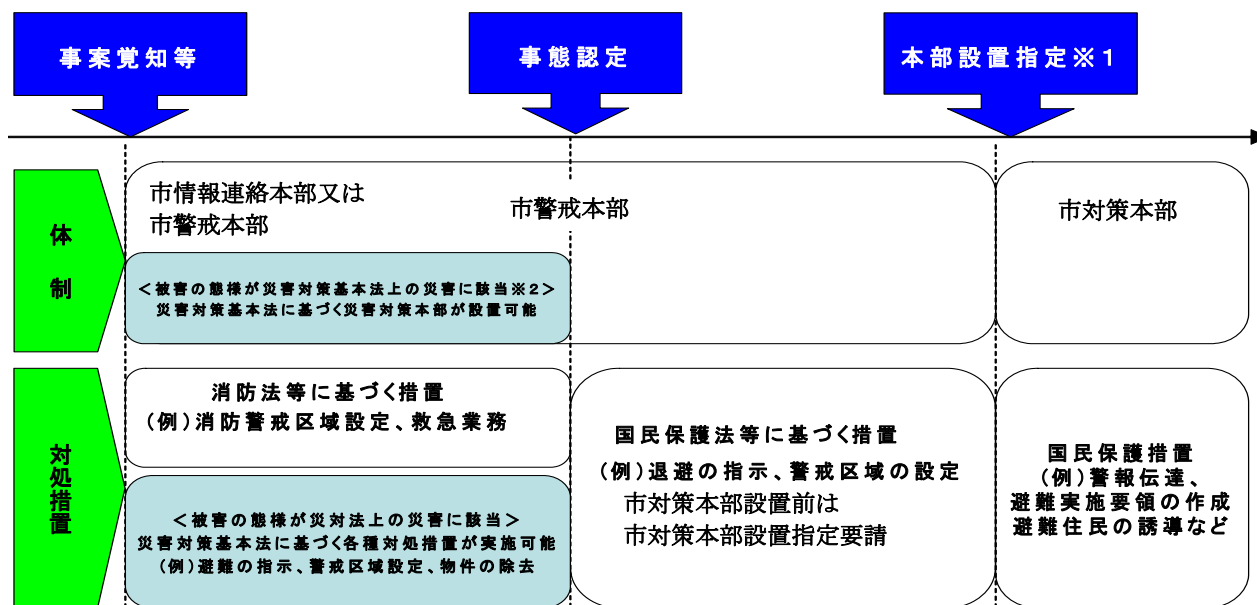 事案覚知等
事態認定
本部設置指定※1
体
制
市情報連絡本部又は
市警戒本部
市警戒本部
市対策本部
<被害の態様が災害対策基本法上の災害に該当※2>
災害対策基本法に基づく災害対策本部が設置可能
対処措置
消防法等に基づく措置
(例)消防警戒区域設定、救急業務
<被害の態様が災対法上の災害に該当>
災害対策基本法に基づく各種対処措置が実施可能
(例)避難の指示、警戒区域設定、物件の除去
国民保護法等に基づく措置
(例)退避の指示、警戒区域の設定
市対策本部設置前は
市対策本部設置指定要請
国民保護措置
(例)警報伝達、
避難実施要領の作成
避難住民の誘導など